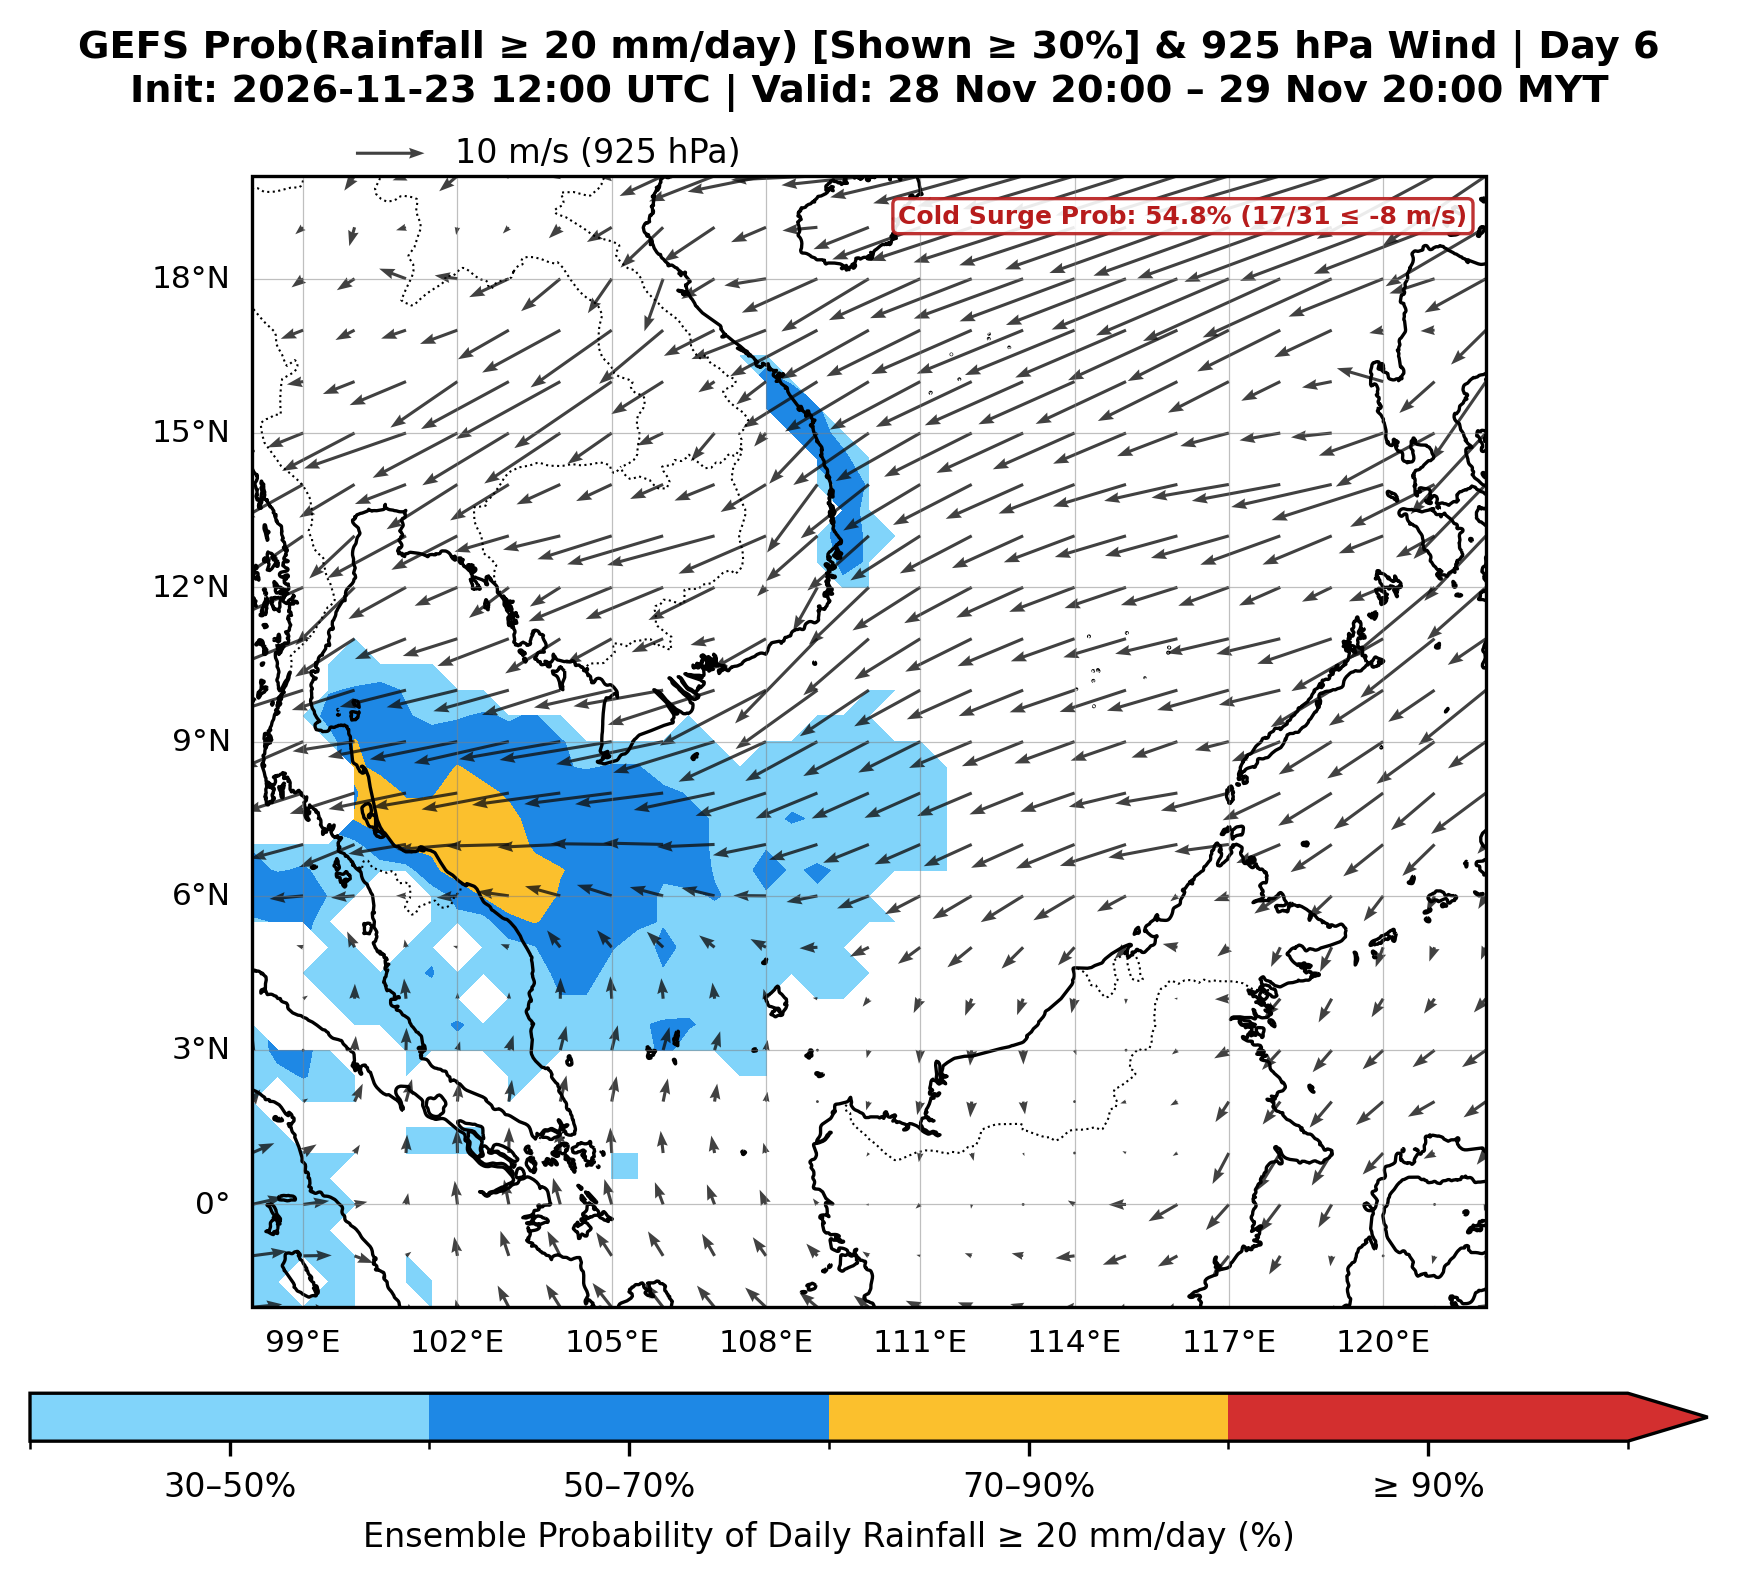 GEFS Prob(Rainfall ≥ 20 mm/day) [Shown ≥ 30%] & 925 hPa Wind | Day 6
Init: 2026-11-23 12:00 UTC | Valid: 28 Nov 20:00 – 29 Nov 20:00 MYT
10 m/s (925 hPa)
Cold Surge Prob: 54.8% (17/31 ≤ -8 m/s)
18°N
15°N
12°N
9°N
6°N
3°N
0°
99°E 102°E 105°E 108°E 111°E 114°E 117°E 120°E
30–50% 50–70% 70–90% ≥ 90%
Ensemble Probability of Daily Rainfall ≥ 20 mm/day (%)